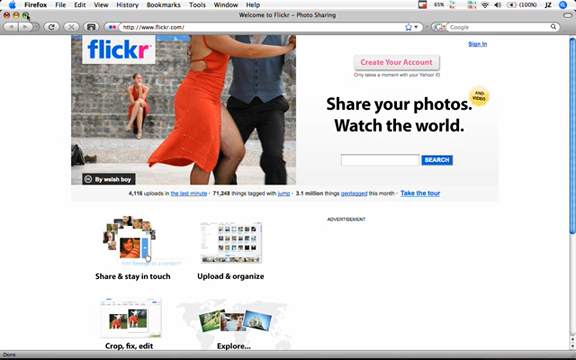 Firefox File Edit View History Bookmarks Tools Window Help
65%
(100%)
JZ
Welcome to Flickr – Photo Sharing
http://www.flickr.com/
Google
flickr
Sign In
Create Your Account
Only takes a moment with your Yahoo! ID
Share your photos.
AND
VIDEO
Watch the world.
SEARCH
By welsh boy
4,116 uploads in the last minute · 71,248 things tagged with jump · 3.1 million things geotagged this month · Take the tour
ADVERTISEMENT
Share & stay in touch
Upload & organize
Crop, fix, edit
Explore...
Done